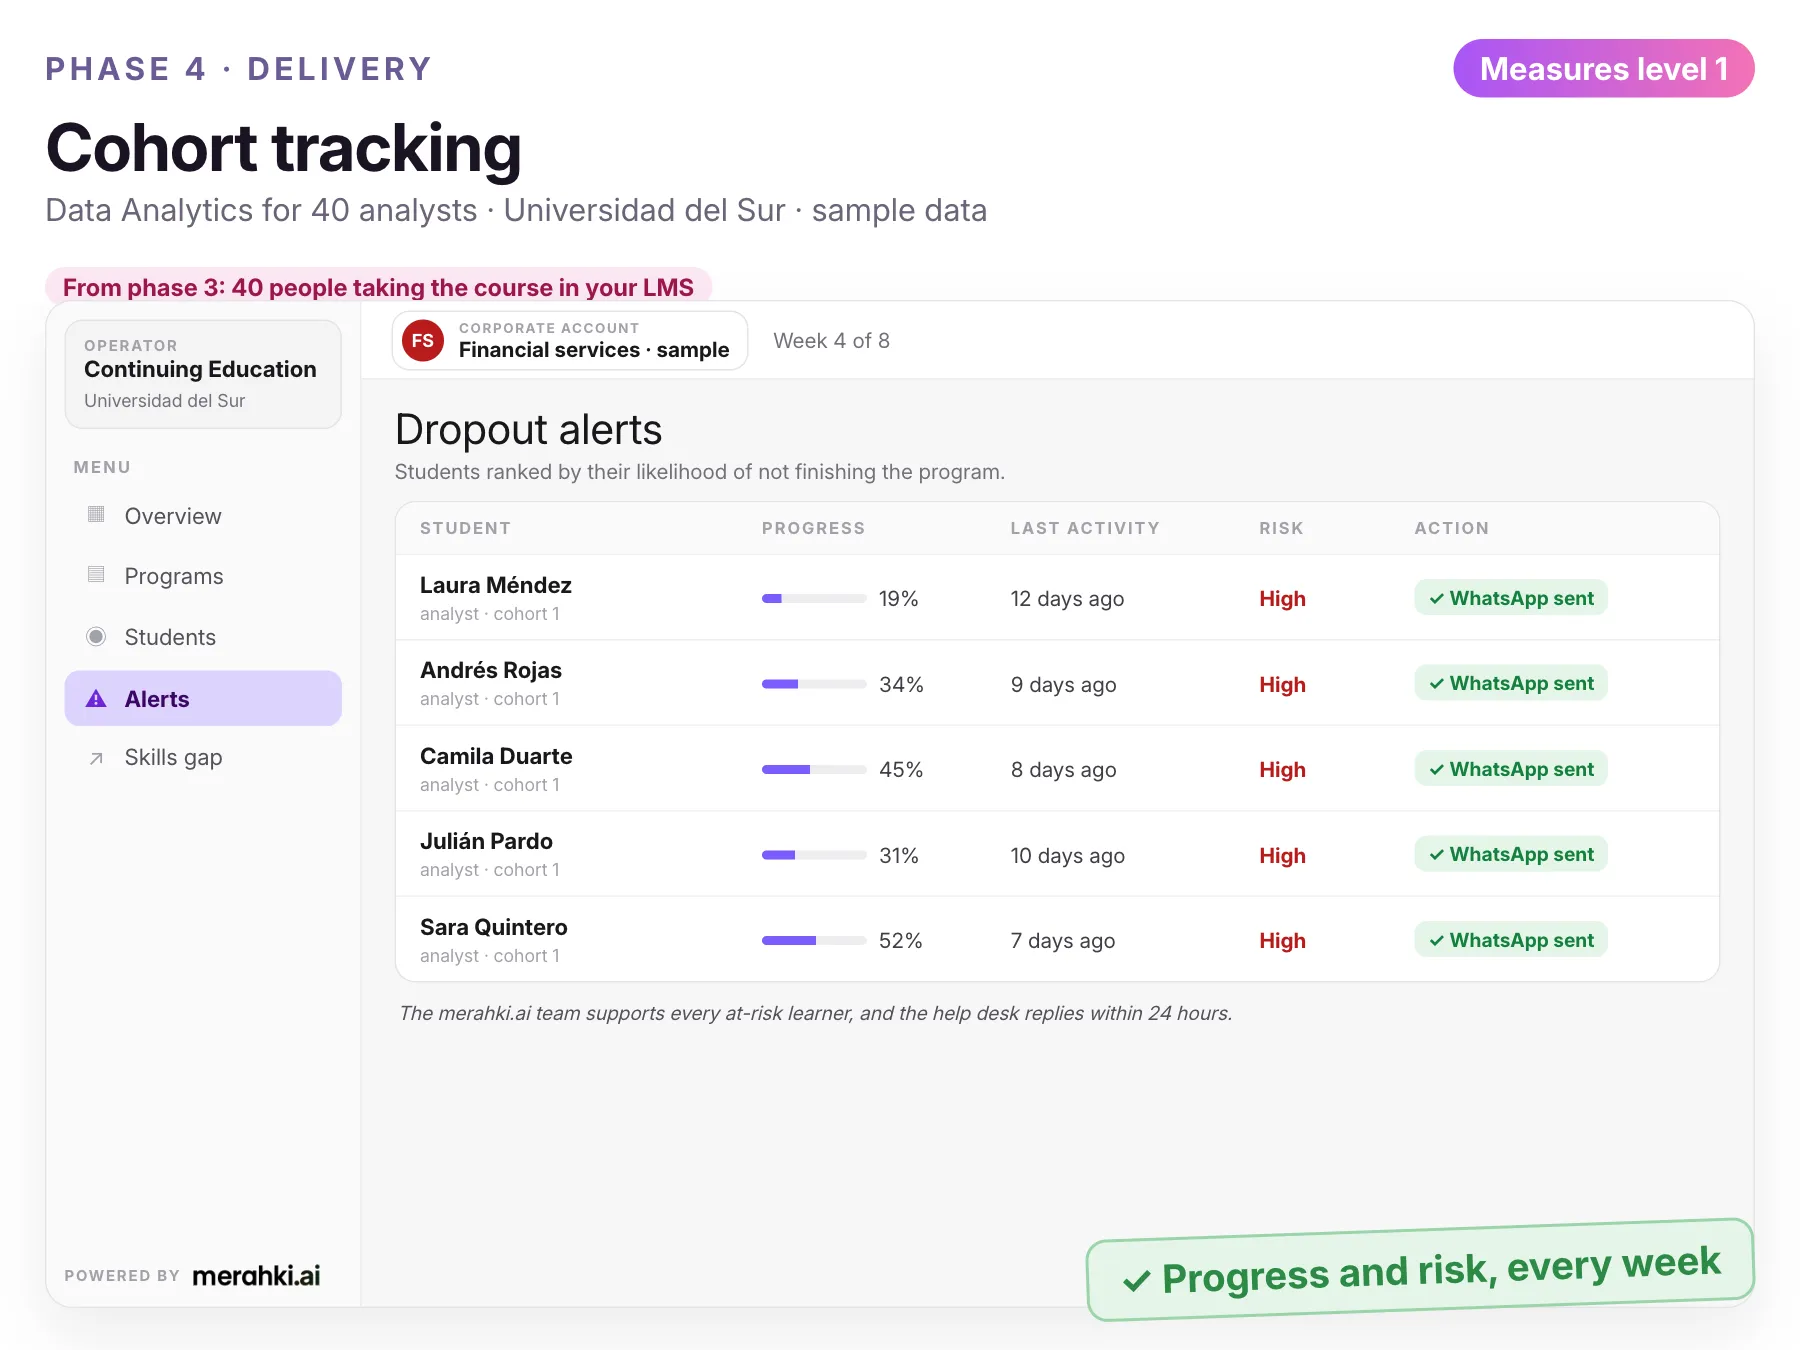 PHASE 4 · DELIVERY
Measures level 1
Cohort tracking
Data Analytics for 40 analysts · Universidad del Sur · sample data
From phase 3: 40 people taking the course in your LMS
OPERATOR
Continuing Education
Universidad del Sur
FS
CORPORATE ACCOUNT
Financial services · sample
Week 4 of 8
MENU
Overview
Programs
Students
Alerts
Skills gap
Dropout alerts
Students ranked by their likelihood of not finishing the program.
STUDENT PROGRESS LAST ACTIVITY RISK ACTION
Laura Méndez
analyst · cohort 1
19% 12 days ago High ✓ WhatsApp sent
Andrés Rojas
analyst · cohort 1
34% 9 days ago High ✓ WhatsApp sent
Camila Duarte
analyst · cohort 1
45% 8 days ago High ✓ WhatsApp sent
Julián Pardo
analyst · cohort 1
31% 10 days ago High ✓ WhatsApp sent
Sara Quintero
analyst · cohort 1
52% 7 days ago High ✓ WhatsApp sent
The merahki.ai team supports every at-risk learner, and the help desk replies within 24 hours.
✓ Progress and risk, every week
POWERED BY merahki.ai